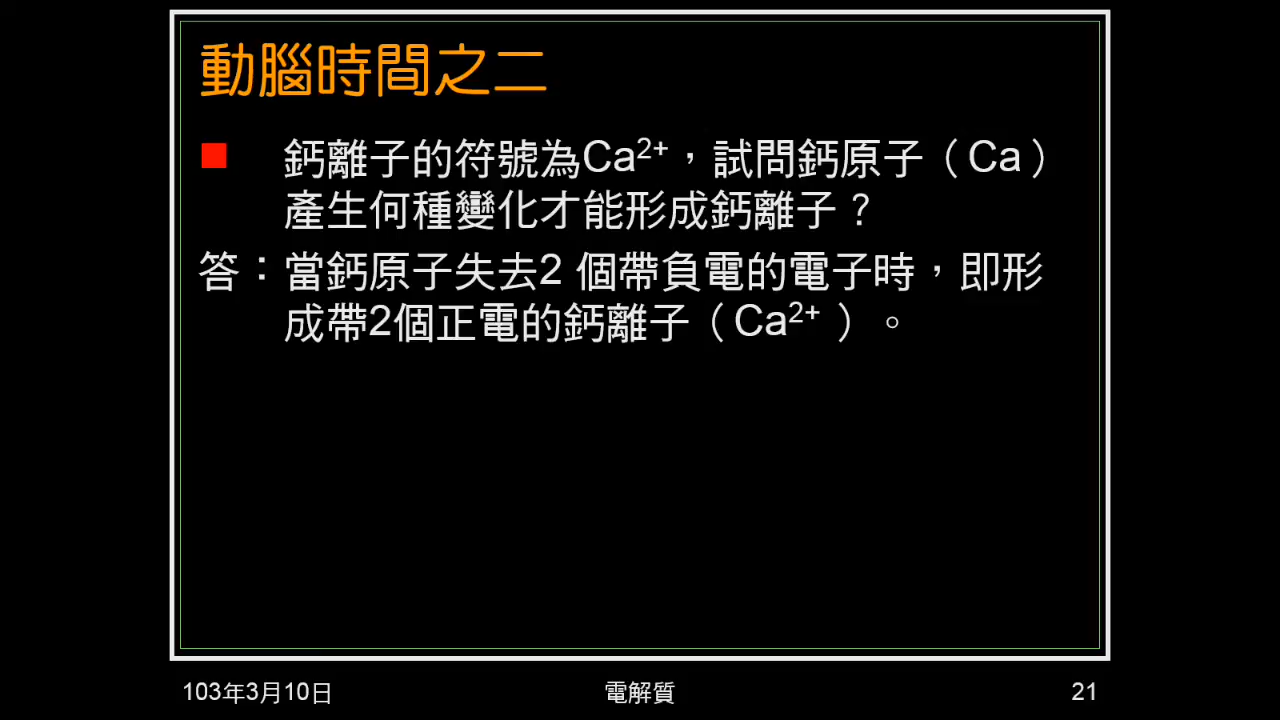 動腦時間之二
鈣離子的符號為Ca²⁺，試問鈣原子（Ca）
產生何種變化才能形成鈣離子？
答：當鈣原子失去2 個帶負電的電子時，即形
成帶2個正電的鈣離子（Ca²⁺ ）。
103年3月10日
電解質
21